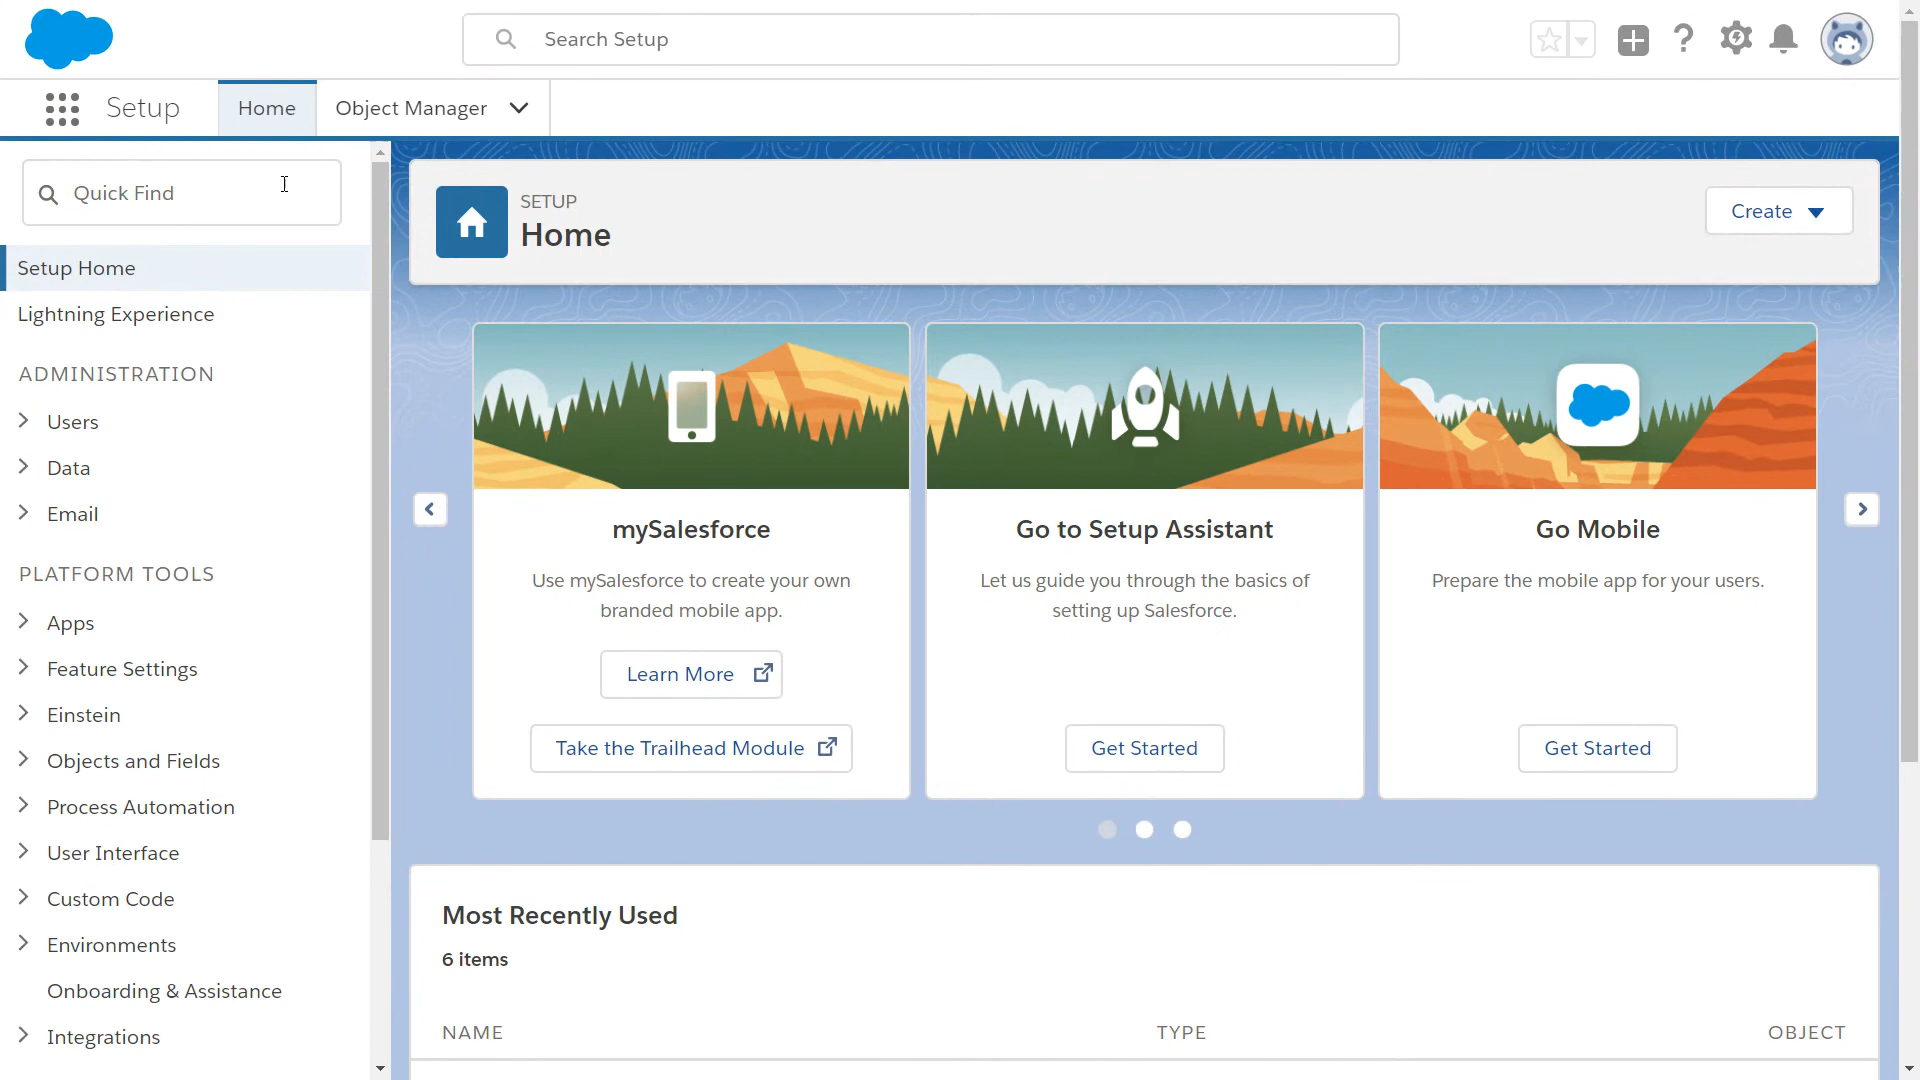 Search Setup
Setup
Home
Object Manager
Quick Find
Setup Home
Lightning Experience
ADMINISTRATION
Users
Data
Email
PLATFORM TOOLS
Apps
Feature Settings
Einstein
Objects and Fields
Process Automation
User Interface
Custom Code
Environments
Onboarding & Assistance
Integrations
SETUP
Home
Create
mySalesforce
Use mySalesforce to create your own
branded mobile app.
Learn More
Take the Trailhead Module
Go to Setup Assistant
Let us guide you through the basics of
setting up Salesforce.
Get Started
Go Mobile
Prepare the mobile app for your users.
Get Started
Most Recently Used
6 items
NAME TYPE OBJECT